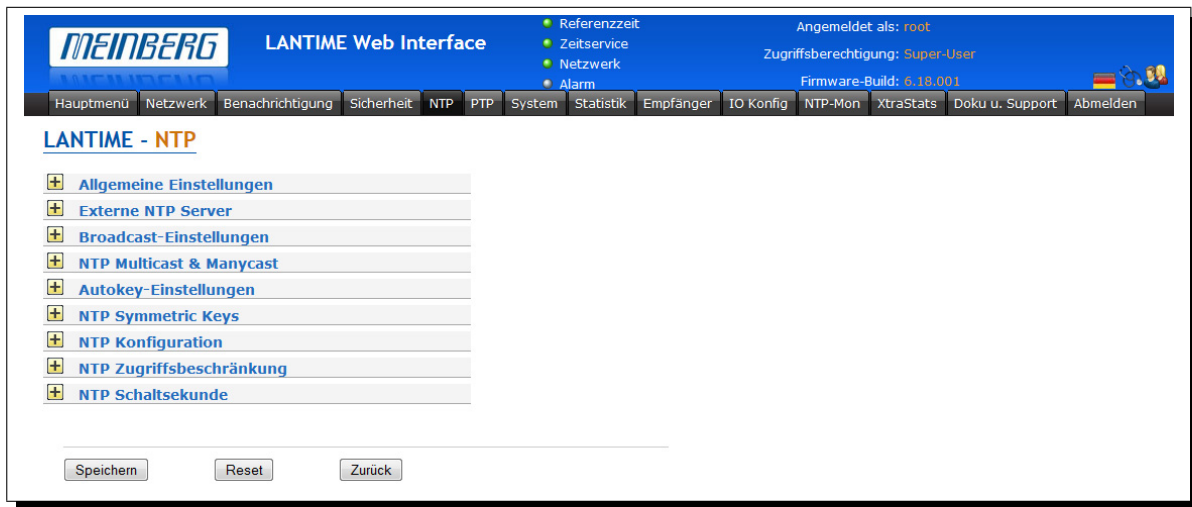 MEINBERG
LANTIME Web Interface
Referenzzeit
Zeitservice
Netzwerk
Alarm
Angemeldet als: root
Zugriffsberechtigung: Super-User
Firmware-Build: 6.18.001
Hauptmenü Netzwerk Benachrichtigung Sicherheit NTP PTP System Statistik Empfänger IO Konfig NTP-Mon XtraStats Doku u. Support Abmelden
LANTIME - NTP
Allgemeine Einstellungen
Externe NTP Server
Broadcast-Einstellungen
NTP Multicast & Manycast
Autokey-Einstellungen
NTP Symmetric Keys
NTP Konfiguration
NTP Zugriffsbeschränkung
NTP Schaltsekunde
Speichern Reset Zurück